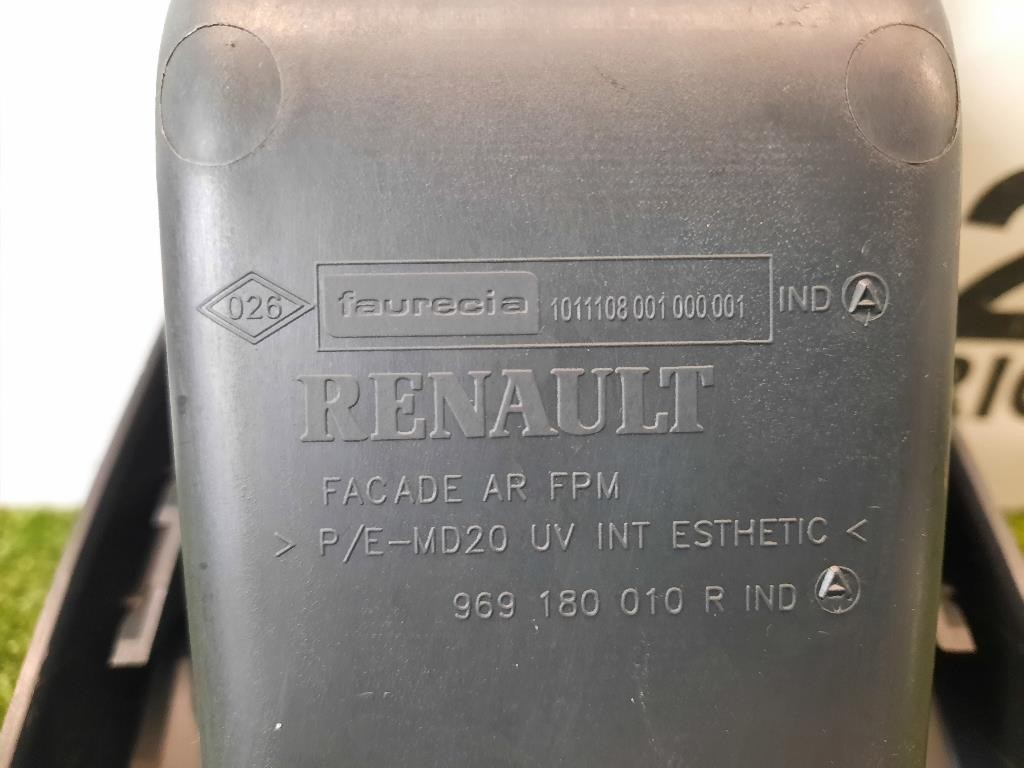 026 faurecia 1011108 001 000 001 IND A
RENAULT
FACADE AR FPM
> P/E-MD20 UV INT ESTHETIC <
969 180 010 R IND A
2